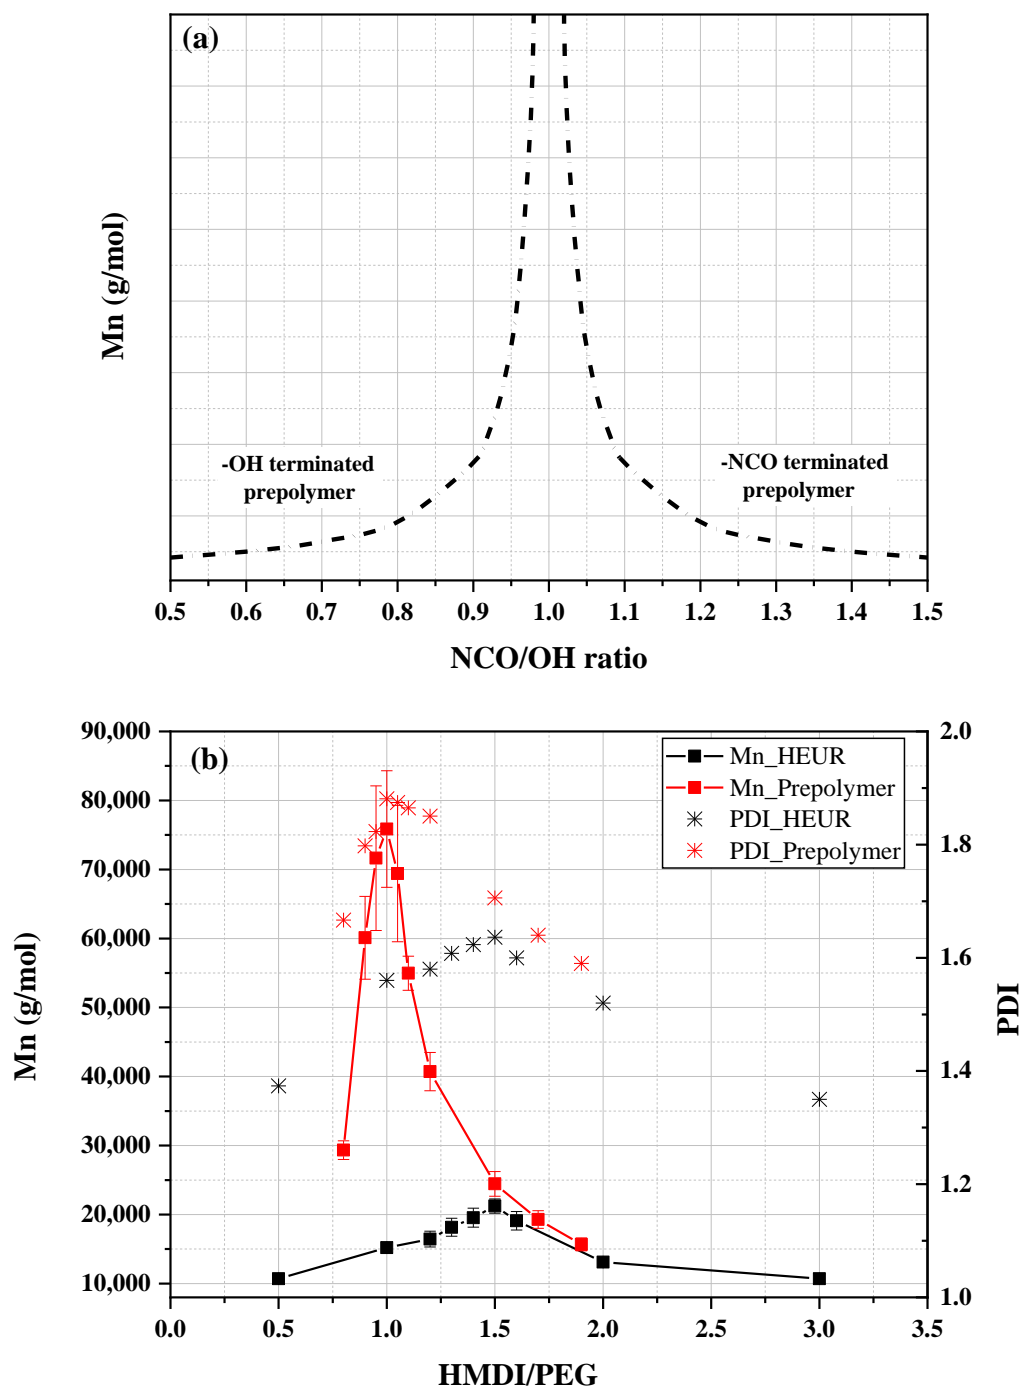 (a)
Mn (g/mol)
-OH terminated
prepolymer
-NCO terminated
prepolymer
0.5 0.6 0.7 0.8 0.9 1.0 1.1 1.2 1.3 1.4 1.5
NCO/OH ratio
(b)
Mn_HEUR
Mn_Prepolymer
PDI_HEUR
PDI_Prepolymer
90,000
80,000
70,000
60,000
50,000
40,000
30,000
20,000
10,000
Mn (g/mol)
2.0
1.8
1.6
1.4
1.2
1.0
PDI
0.0 0.5 1.0 1.5 2.0 2.5 3.0 3.5
HMDI/PEG